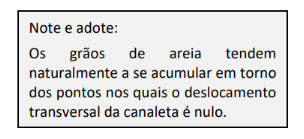 Note e adote:
Os grãos de areia tendem
naturalmente a se acumular em torno
dos pontos nos quais o deslocamento
transversal da canaleta é nulo.